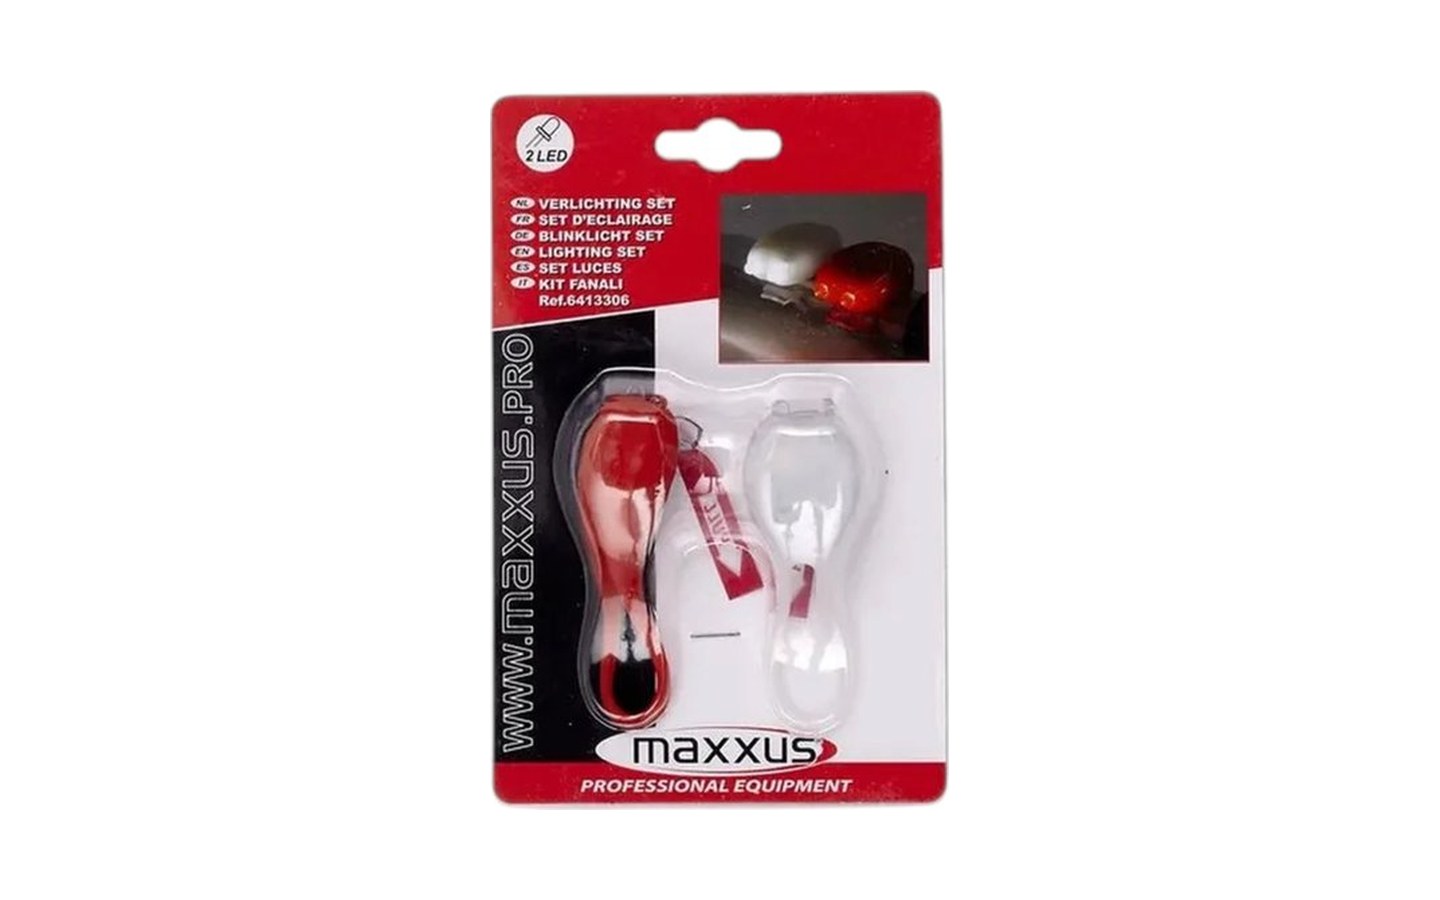 2 LED
NL VERLICHTING SET
FR SET D'ECLAIRAGE
DE BLINKLICHT SET
EN LIGHTING SET
ES SET LUCES
IT KIT FANALI
Ref.6413306
www.maxxus.pro
maxxus
PROFESSIONAL EQUIPMENT